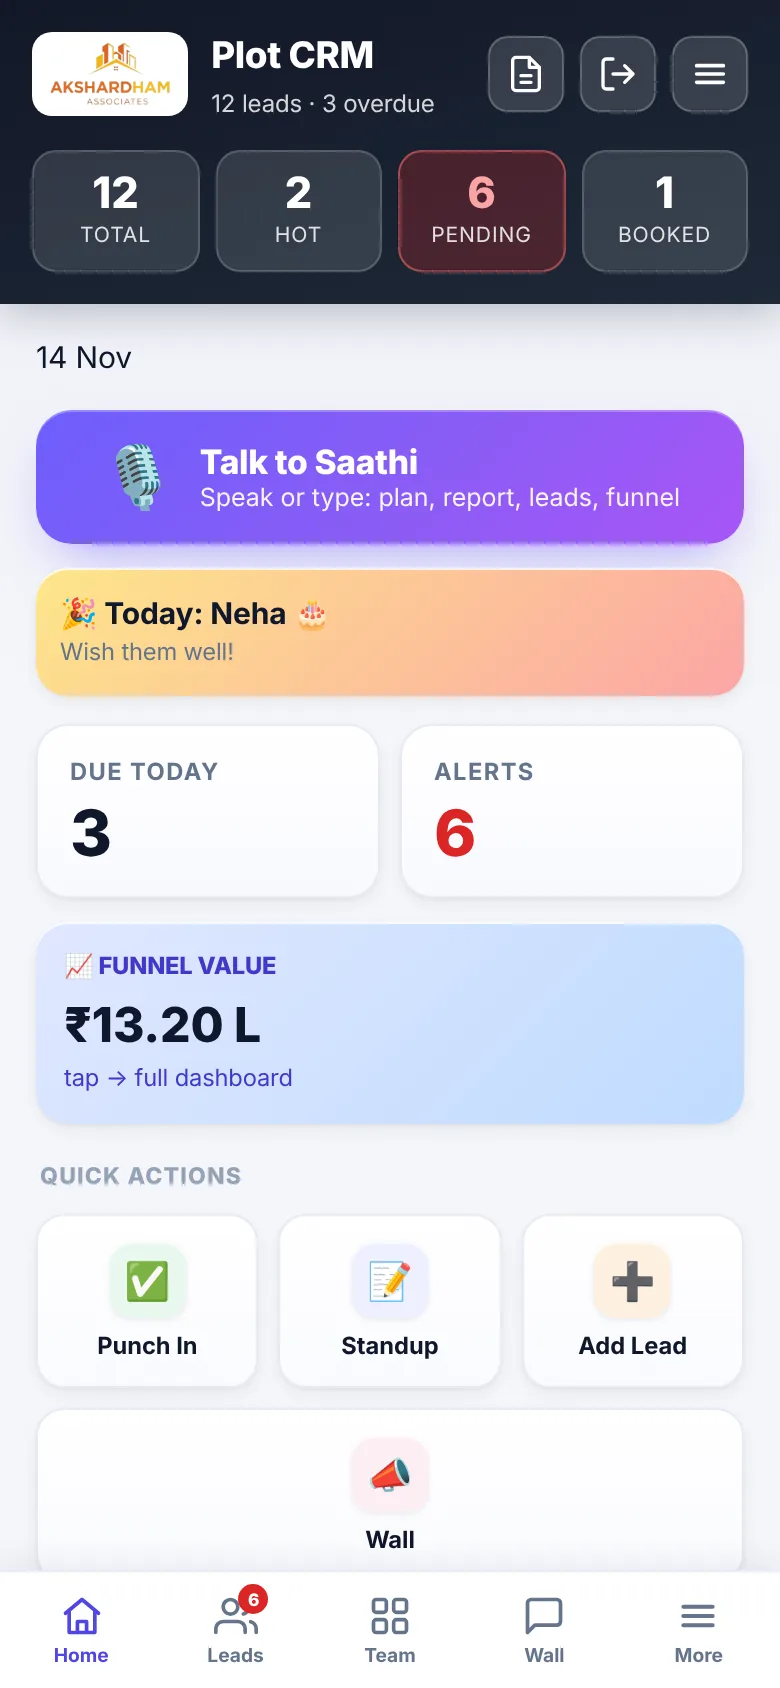 AKSHARDHAM
ASSOCIATES
Plot CRM
12 leads · 3 overdue
12
TOTAL
2
HOT
6
PENDING
1
BOOKED
14 Nov
Talk to Saathi
Speak or type: plan, report, leads, funnel
🎉 Today: Neha 🎂
Wish them well!
DUE TODAY
3
ALERTS
6
📈 FUNNEL VALUE
₹13.20 L
tap → full dashboard
QUICK ACTIONS
Punch In
Standup
Add Lead
Wall
6
Home
Leads
Team
Wall
More